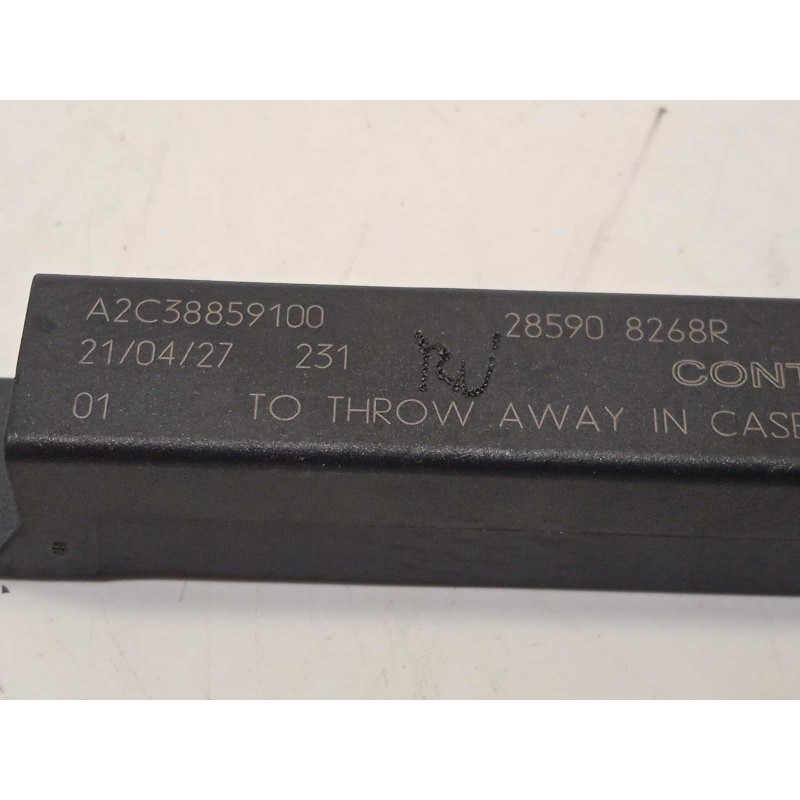 A2C38859100 28590 8268R
21/04/27 231 CONT
01 TO THROW AWAY IN CASE